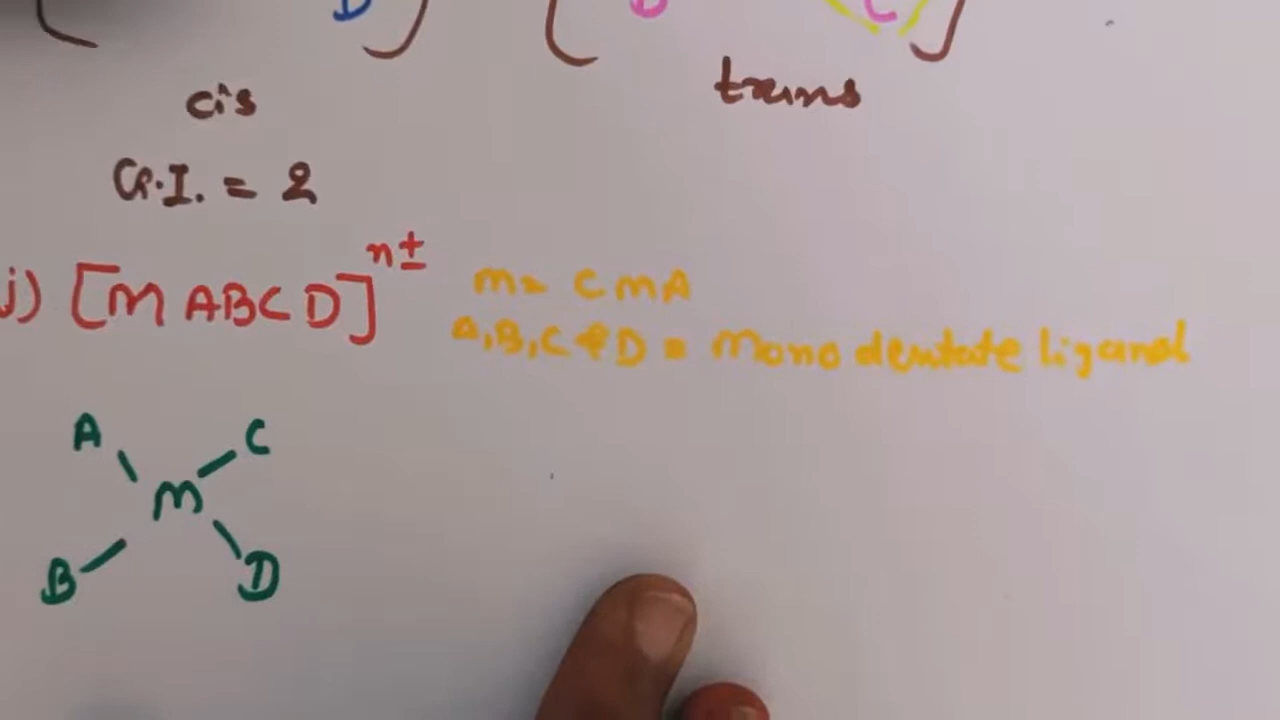 D B C
cis trans
G.I. = 2
j) [M ABCD]ⁿ± m = CMA
A,B,C & D = Mono dentate ligand
A C
M
B D